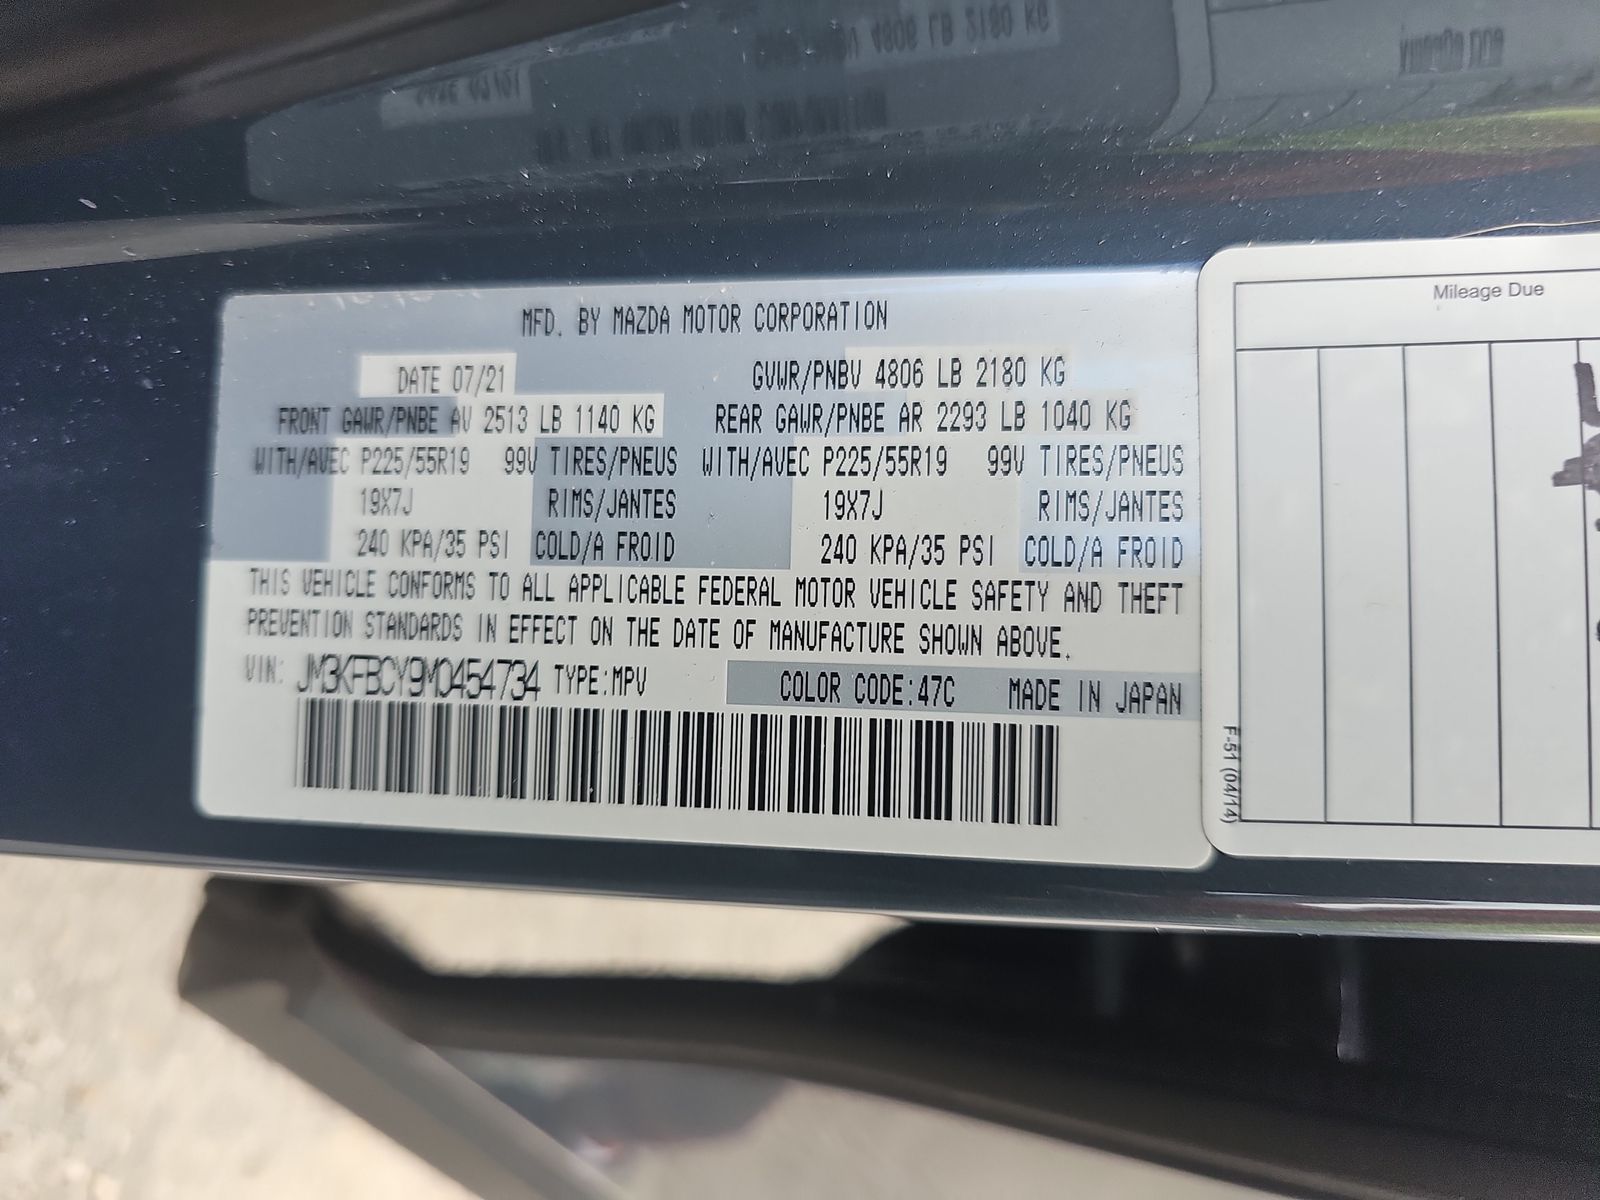 MFD. BY MAZDA MOTOR CORPORATION
DATE 07/21 GVWR/PNBV 4806 LB 2180 KG
FRONT GAWR/PNBE AV 2513 LB 1140 KG REAR GAWR/PNBE AR 2293 LB 1040 KG
WITH/AVEC P225/55R19 99V TIRES/PNEUS WITH/AVEC P225/55R19 99V TIRES/PNEUS
19X7J RIMS/JANTES 19X7J RIMS/JANTES
240 KPA/35 PSI COLD/A FROID 240 KPA/35 PSI COLD/A FROID
THIS VEHICLE CONFORMS TO ALL APPLICABLE FEDERAL MOTOR VEHICLE SAFETY AND THEFT
PREVENTION STANDARDS IN EFFECT ON THE DATE OF MANUFACTURE SHOWN ABOVE.
VIN: JM3KFBCY9M0454734 TYPE:MPV COLOR CODE:47C MADE IN JAPAN
Mileage Due
F-51 (04/14)